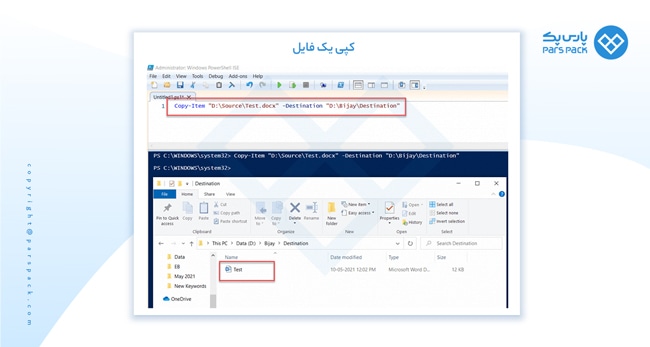 کپی یک فایل
پارس پک
PARS PACK
Administrator: Windows PowerShell ISE
File Edit View Tools Debug Add-ons Help
Untitled1.ps1*
1 Copy-Item "D:\Source\Test.docx" -Destination "D:\Bijay\Destination"
PS C:\WINDOWS\system32> Copy-Item "D:\Source\Test.docx" -Destination "D:\Bijay\Destination"
PS C:\WINDOWS\system32>
Destination
File Home Share View
Pin to Quick access
Copy
Paste
Cut
Copy path
Paste shortcut
Move to
Copy to
Delete
Rename
New folder
New item
Easy access
Properties
Open
Edit
History
Select all
Select none
Invert selection
Clipboard
Organize
New
Open
Select
This PC > Data (D:) > Bijay > Destination
Search Destination
Name Date modified Type Size
Data
EB
May 2021
New Keywords
OneDrive
Test 10-05-2021 12:02 PM Microsoft Word D... 12 KB
copyright@parspack.com